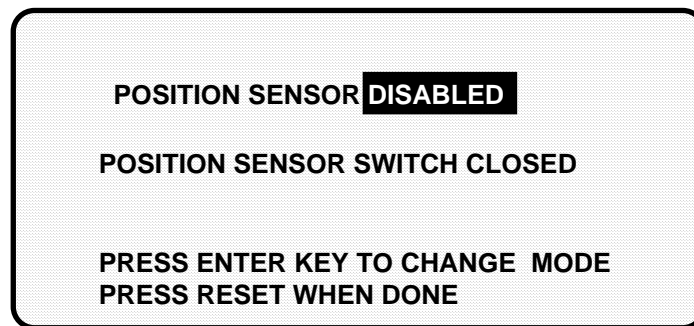 POSITION SENSOR DISABLED
POSITION SENSOR SWITCH CLOSED
PRESS ENTER KEY TO CHANGE MODE
PRESS RESET WHEN DONE